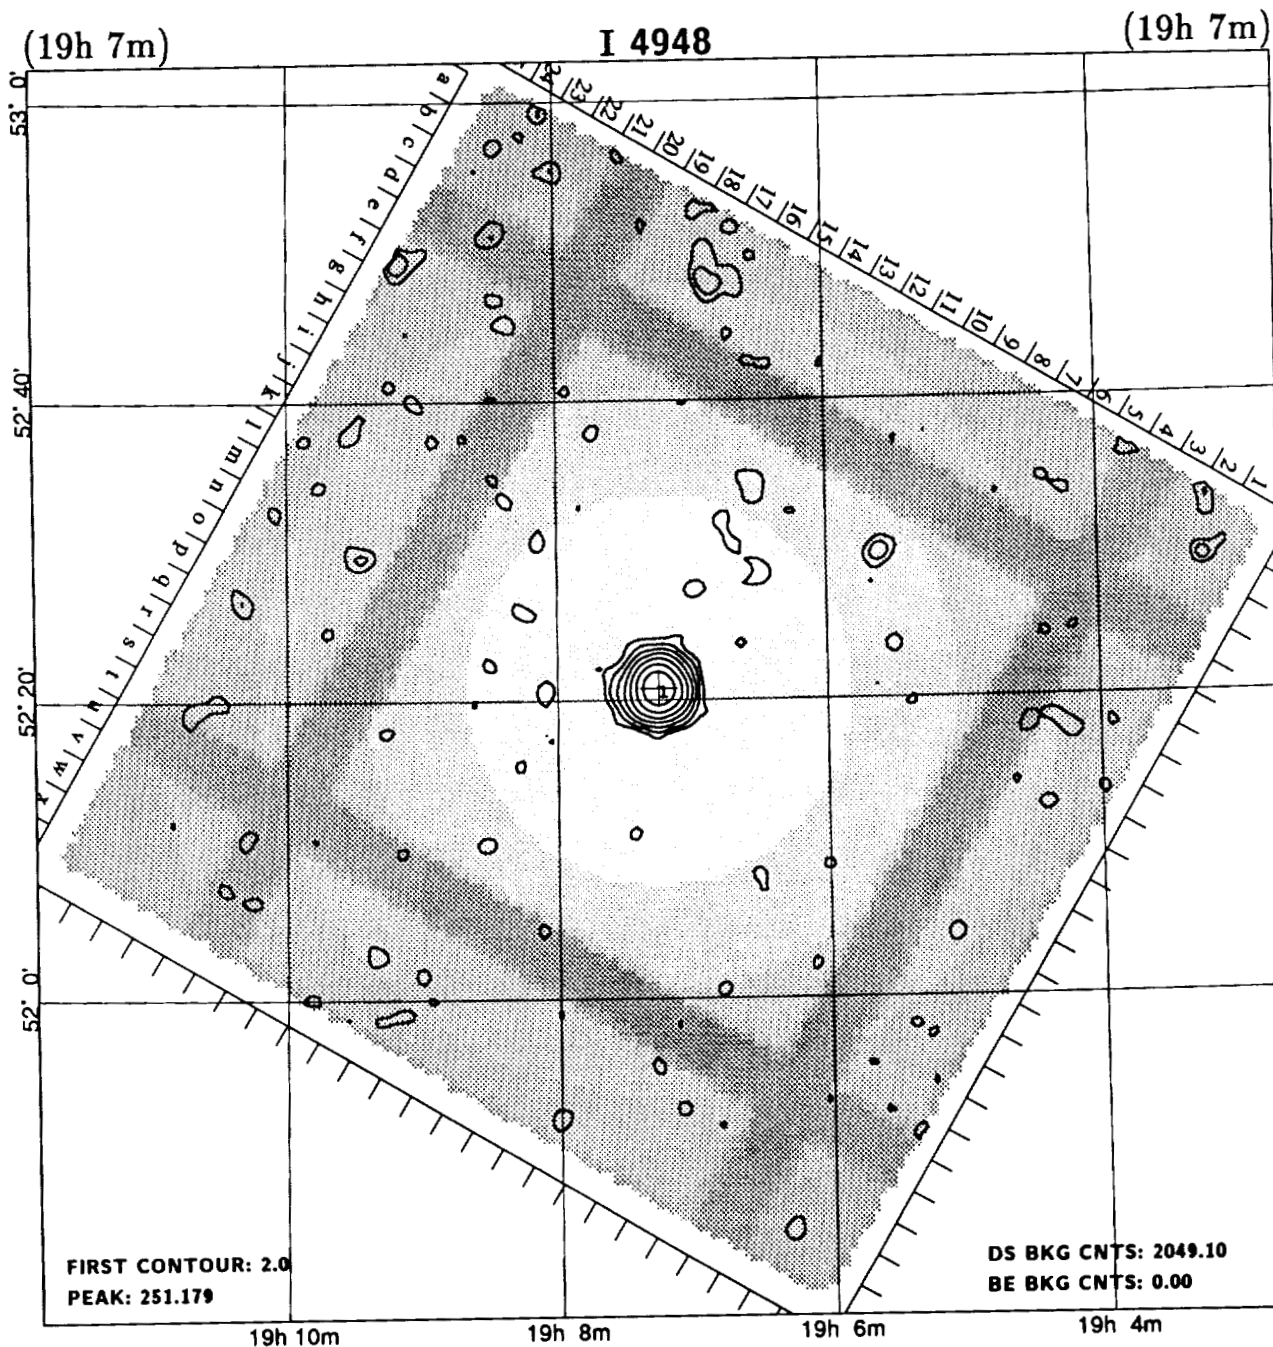 (19h 7m) I 4948 (19h 7m)
24 23 22 21 20 19 18 17 16 15 14 13 12 11 10 9 8 7 6 5 4 3 2 1
a b c d e f g h i j k l m n o p q r s t u v w x
53° 0'
52° 40'
52° 20'
52° 0'
1
FIRST CONTOUR: 2.0
PEAK: 251.179
DS BKG CNTS: 2049.10
BE BKG CNTS: 0.00
19h 10m 19h 8m 19h 6m 19h 4m